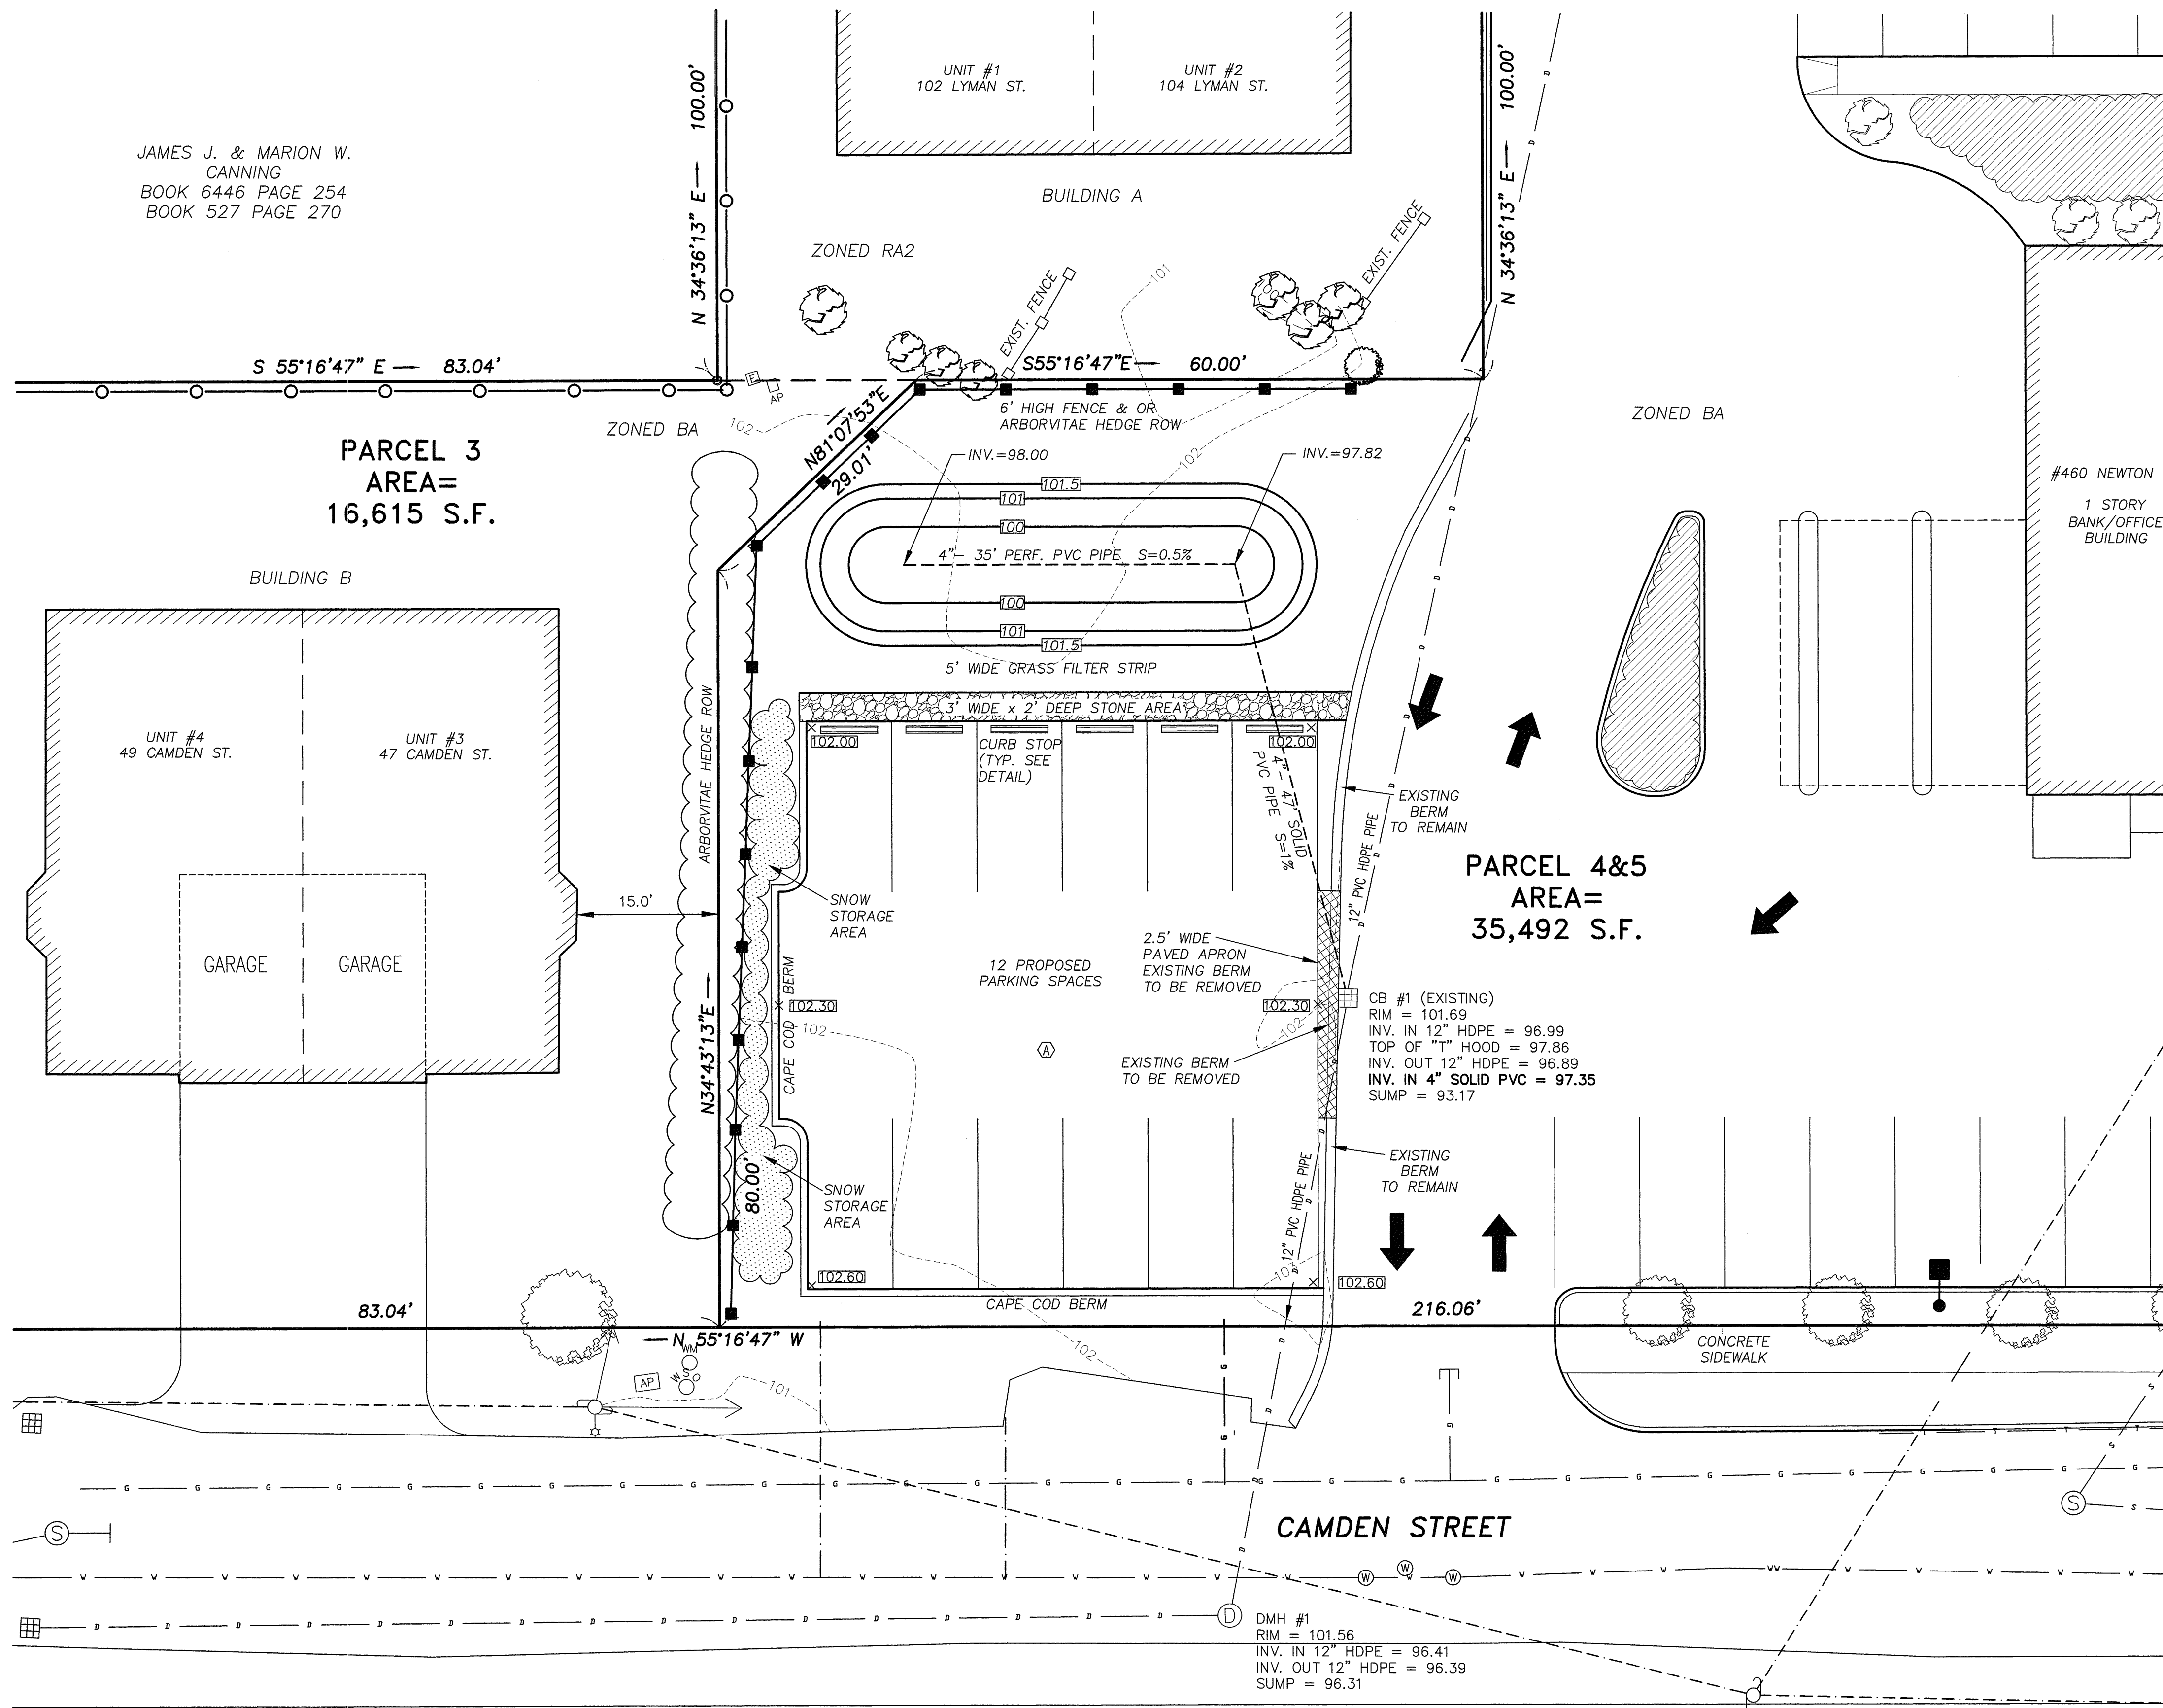 JAMES J. & MARION W.
CANNING
BOOK 6446 PAGE 254
BOOK 527 PAGE 270
N 34°36'13" E 100.00'
UNIT #1
102 LYMAN ST.
UNIT #2
104 LYMAN ST.
BUILDING A
ZONED RA2
EXIST. FENCE
EXIST. FENCE
101
N 34°36'13" E 100.00'
D
D
S 55°16'47" E 83.04'
S55°16'47"E 60.00'
E
AP
6' HIGH FENCE & OR
ARBORVITAE HEDGE ROW
ZONED BA
102
N81°07'53"E
29.01'
102
ZONED BA
PARCEL 3
AREA=
16,615 S.F.
INV.=98.00
INV.=97.82
101.5
101
100
4"- 35' PERF. PVC PIPE S=0.5%
100
101
101.5
5' WIDE GRASS FILTER STRIP
3' WIDE x 2' DEEP STONE AREA
#460 NEWTON
1 STORY
BANK/OFFICE
BUILDING
BUILDING B
UNIT #4
49 CAMDEN ST.
UNIT #3
47 CAMDEN ST.
ARBORVITAE HEDGE ROW
102.00
CURB STOP
(TYP. SEE
DETAIL)
102.00
4"- 47' SOLID
PVC PIPE S=1%
EXISTING
BERM
TO REMAIN
12" PVC HDPE PIPE
PARCEL 4&5
AREA=
35,492 S.F.
15.0'
SNOW
STORAGE
AREA
GARAGE
GARAGE
CAPE COD BERM
12 PROPOSED
PARKING SPACES
2.5' WIDE
PAVED APRON
EXISTING BERM
TO BE REMOVED
102.30
102.30
102
102
A
EXISTING BERM
TO BE REMOVED
CB #1 (EXISTING)
RIM = 101.69
INV. IN 12" HDPE = 96.99
TOP OF "T" HOOD = 97.86
INV. OUT 12" HDPE = 96.89
INV. IN 4" SOLID PVC = 97.35
SUMP = 93.17
N34°43'13"E
80.00'
SNOW
STORAGE
AREA
EXISTING
BERM
TO REMAIN
12" PVC HDPE PIPE
103
102.60
102.60
CAPE COD BERM
83.04'
N 55°16'47" W
216.06'
CONCRETE
SIDEWALK
WM
WSO
AP
101
102
G
G
D
T T T
S
S
G G G G G G G G G G G G G G G G G G G G
S
S
CAMDEN STREET
W W W W W W W W W W W W W W W W W W
W W W
D D D D D D D D D D D D D D D D
D
DMH #1
RIM = 101.56
INV. IN 12" HDPE = 96.41
INV. OUT 12" HDPE = 96.39
SUMP = 96.31